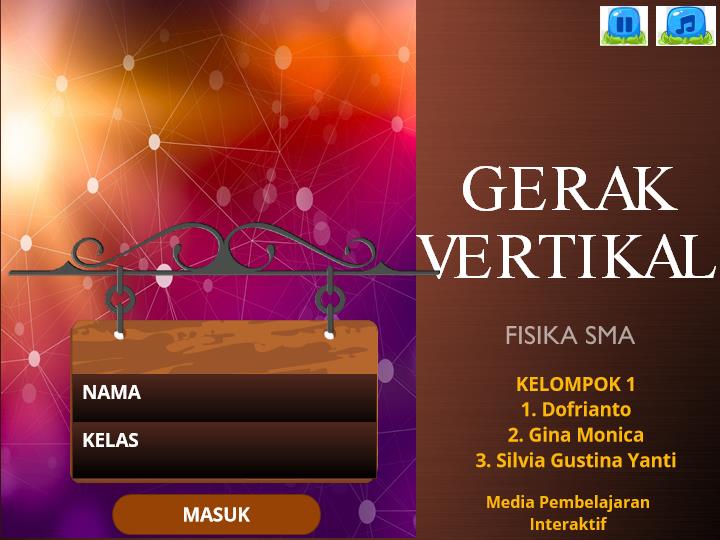 GERAK
VERTIKAL
FISIKA SMA
KELOMPOK 1
1. Dofrianto
2. Gina Monica
3. Silvia Gustina Yanti
Media Pembelajaran
Interaktif
NAMA
KELAS
MASUK